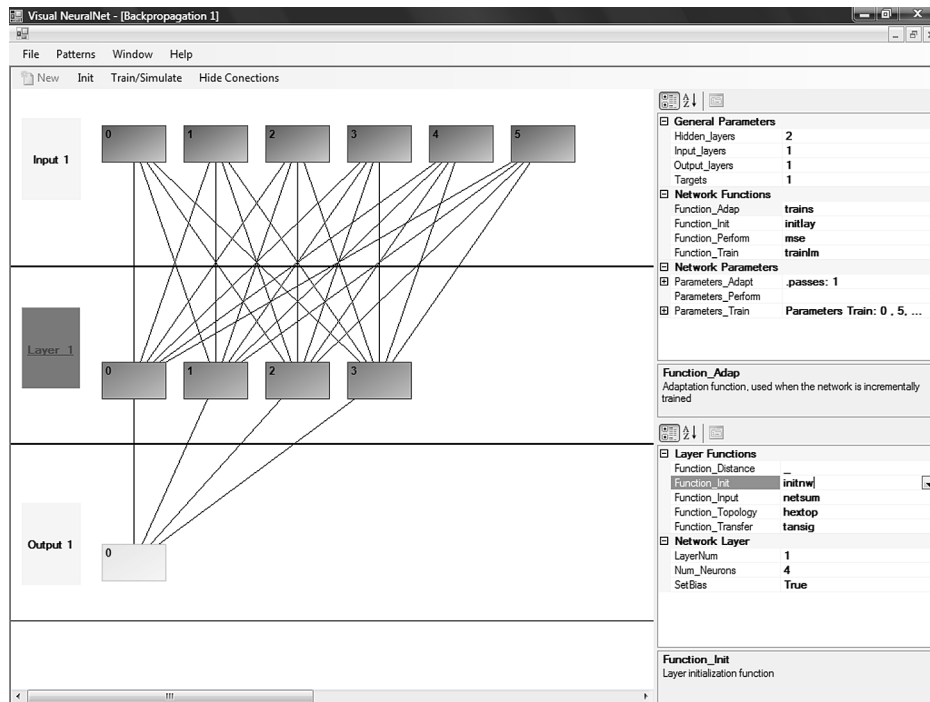 Visual NeuralNet - [Backpropagation 1]
File Patterns Window Help
New Init Train/Simulate Hide Conections
Input 1
0 1 2 3 4 5
Layer 1
0 1 2 3
Output 1
0
General Parameters
Hidden_layers 2
Input_layers 1
Output_layers 1
Targets 1
Network Functions
Function_Adap trains
Function_Init initlay
Function_Perform mse
Function_Train trainlm
Network Parameters
Parameters_Adapt .passes: 1
Parameters_Perform
Parameters_Train Parameters Train: 0 , 5, ...
Function_Adap
Adaptation function, used when the network is incrementally
trained
Layer Functions
Function_Distance _
Function_Init initnw
Function_Input netsum
Function_Topology hextop
Function_Transfer tansig
Network Layer
LayerNum 1
Num_Neurons 4
SetBias True
Function_Init
Layer initialization function